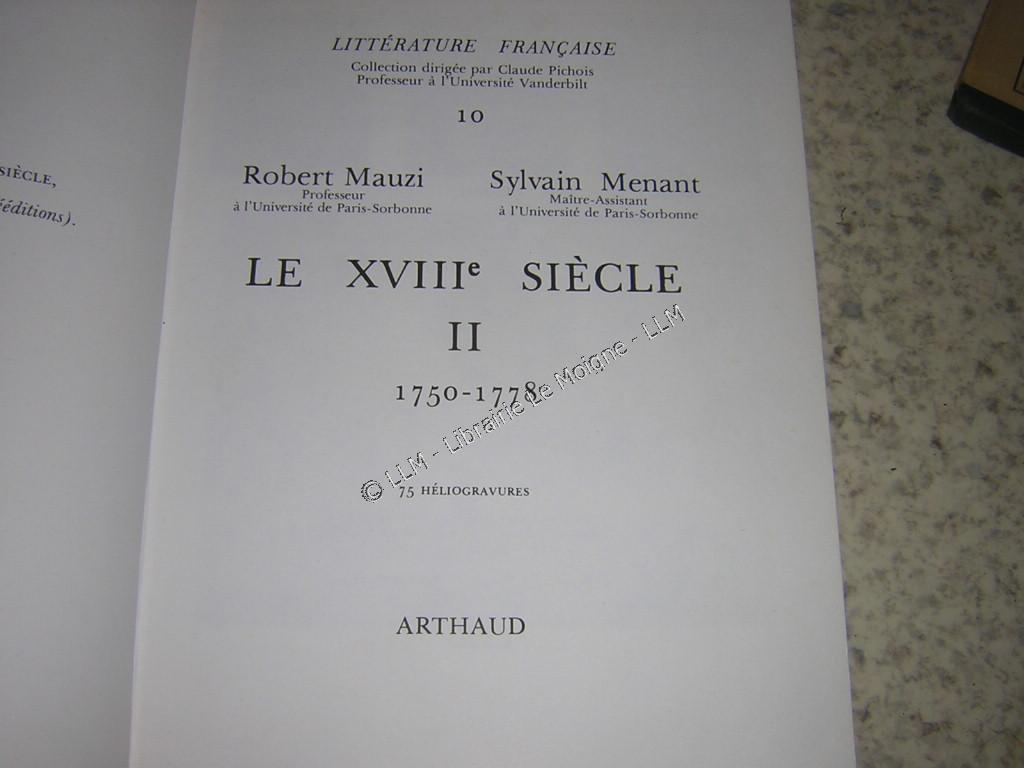 SIÈCLE,
ééditions).
LITTÉRATURE FRANÇAISE
Collection dirigée par Claude Pichois
Professeur à l'Université Vanderbilt
10
Robert Mauzi
Professeur
à l'Université de Paris-Sorbonne
Sylvain Menant
Maître-Assistant
à l'Université de Paris-Sorbonne
LE XVIIIe SIÈCLE
II
1750-1778
© LLM - Librairie Le Moigne - LLM
75 HÉLIOGRAVURES
ARTHAUD